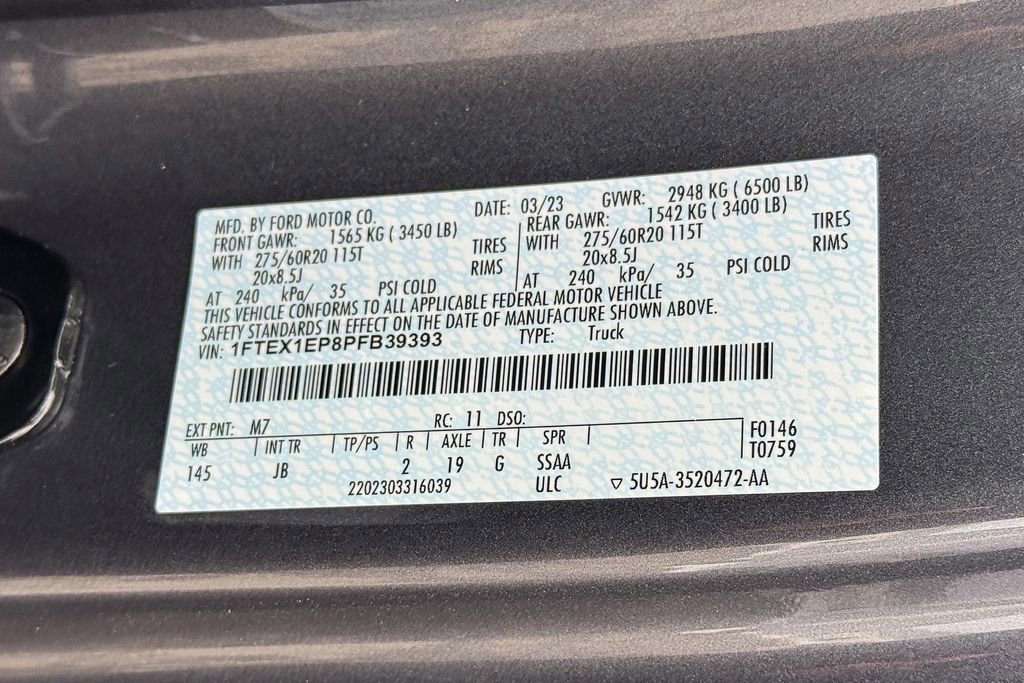 MFD. BY FORD MOTOR CO. DATE: 03/23 GVWR: 2948 KG ( 6500 LB)
FRONT GAWR: 1565 KG ( 3450 LB) REAR GAWR: 1542 KG ( 3400 LB)
WITH 275/60R20 115T TIRES WITH 275/60R20 115T TIRES
20x8.5J RIMS 20x8.5J RIMS
AT 240 kPa/ 35 PSI COLD AT 240 kPa/ 35 PSI COLD
THIS VEHICLE CONFORMS TO ALL APPLICABLE FEDERAL MOTOR VEHICLE
SAFETY STANDARDS IN EFFECT ON THE DATE OF MANUFACTURE SHOWN ABOVE.
VIN: 1FTEX1EP8PFB39393 TYPE: Truck
EXT PNT: M7 RC: 11 DSO:
WB INT TR TP/PS R AXLE TR SPR F0146
145 JB 2 19 G SSAA T0759
2202303316039 ULC ▽ 5U5A-3520472-AA